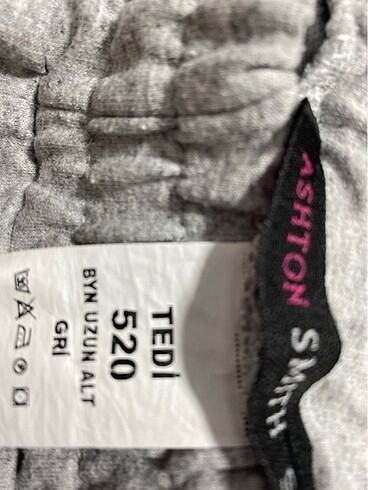 TEDİ
520
BYN UZUN ALT
GRİ
ASHTON SMITH